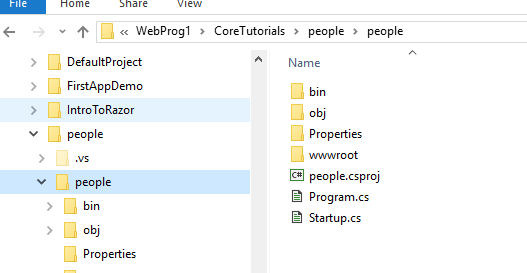 File Home Share View
« WebProg1 > CoreTutorials > people > people
DefaultProject
FirstAppDemo
IntroToRazor
people
.vs
people
bin
obj
Properties
Name
bin
obj
Properties
wwwroot
C# people.csproj
Program.cs
Startup.cs